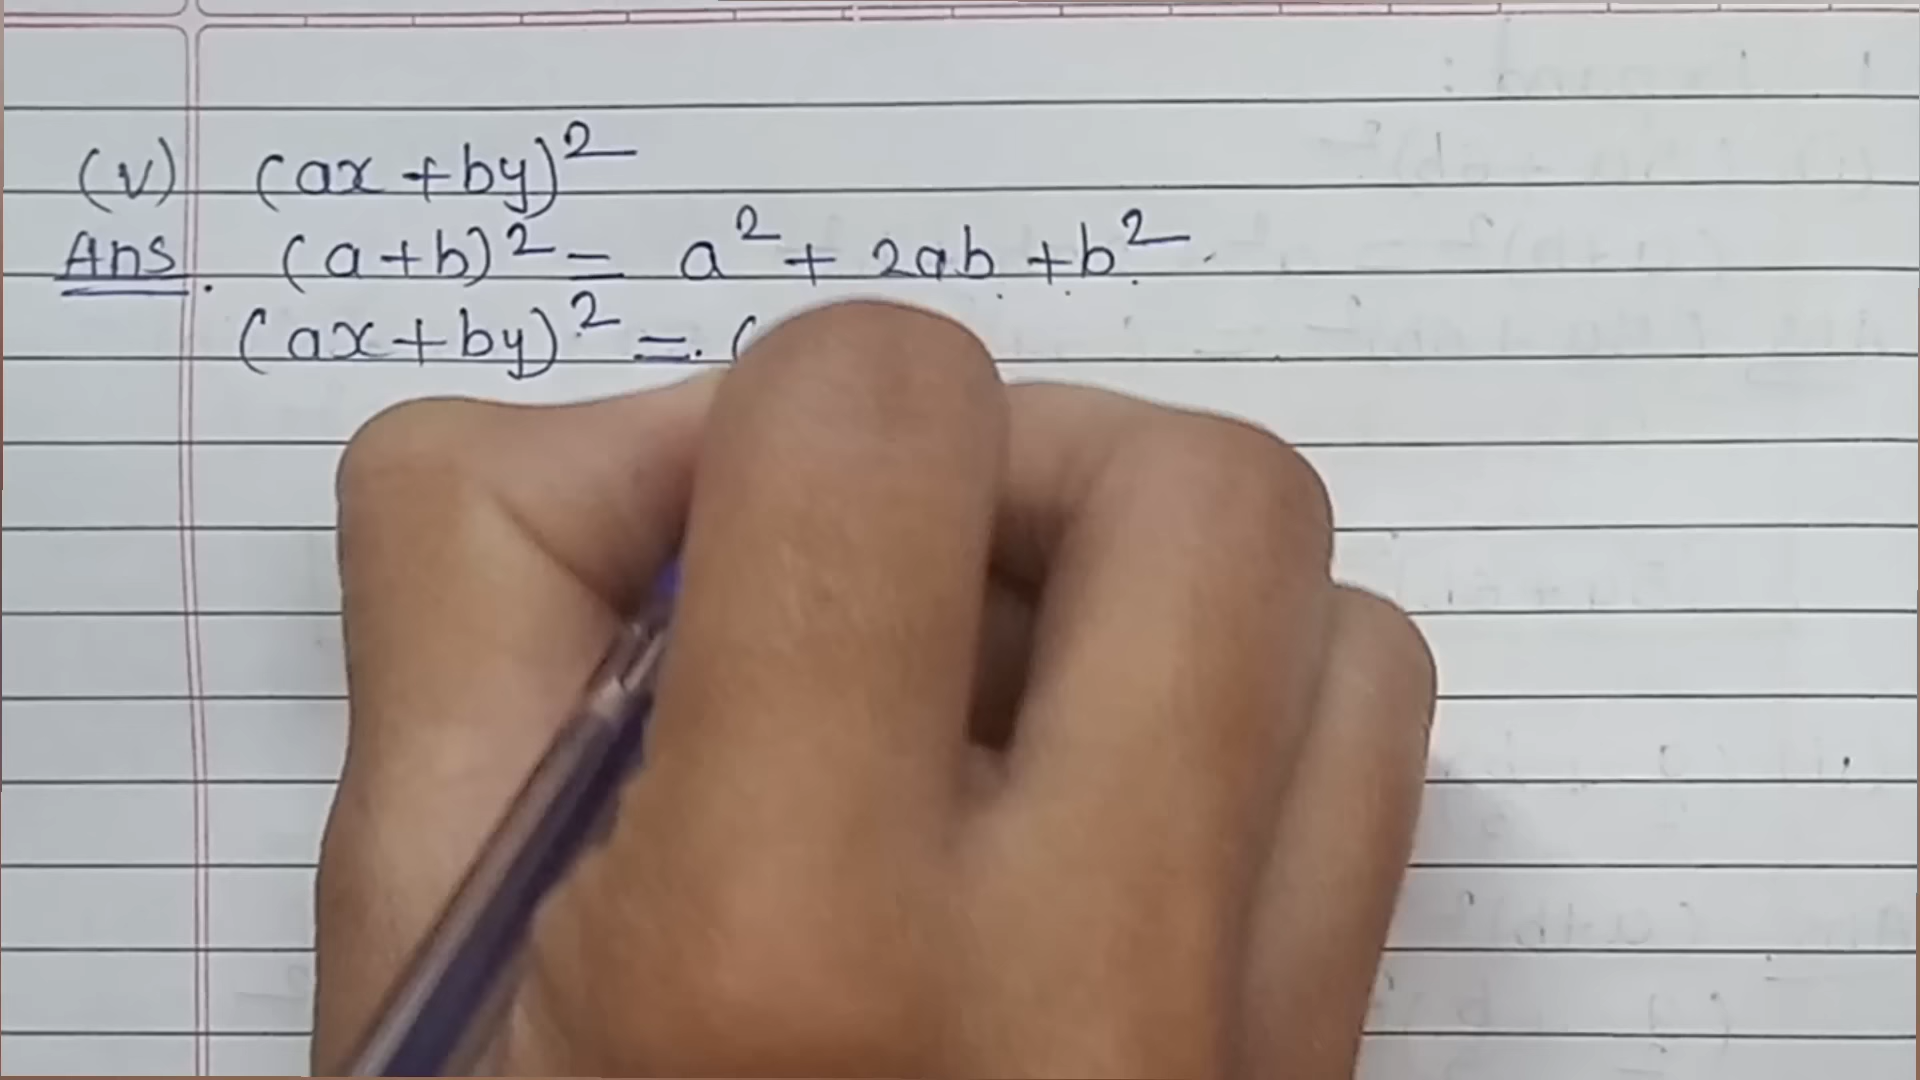 (v) (ax + by)²
Ans. (a + b)² = a² + 2ab + b²
(ax + by)² = (